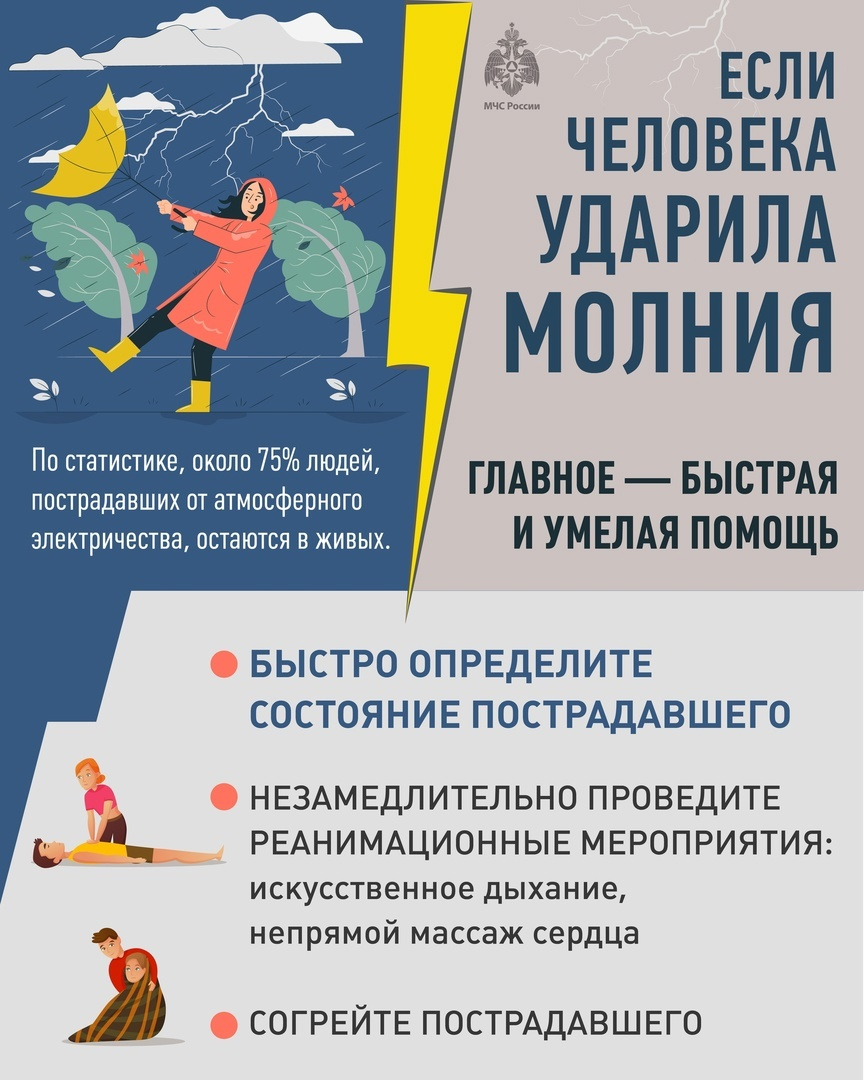 МЧС России
ЕСЛИ
ЧЕЛОВЕКА
УДАРИЛА
МОЛНИЯ
По статистике, около 75% людей,
пострадавших от атмосферного
электричества, остаются в живых.
ГЛАВНОЕ — БЫСТРАЯ
И УМЕЛАЯ ПОМОЩЬ
БЫСТРО ОПРЕДЕЛИТЕ
СОСТОЯНИЕ ПОСТРАДАВШЕГО
НЕЗАМЕДЛИТЕЛЬНО ПРОВЕДИТЕ
РЕАНИМАЦИОННЫЕ МЕРОПРИЯТИЯ:
искусственное дыхание,
непрямой массаж сердца
СОГРЕЙТЕ ПОСТРАДАВШЕГО